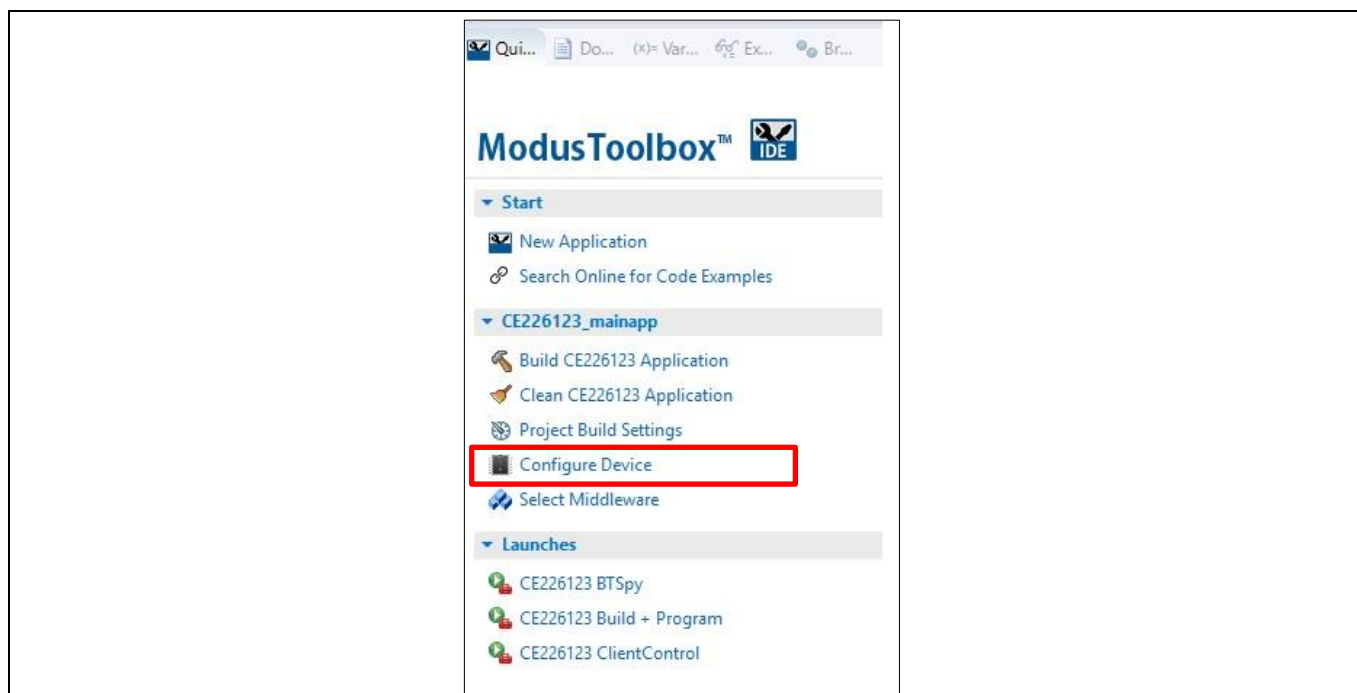 Qui... Do... (x)= Var... Ex... Br...
ModusToolbox™ IDE
Start
New Application
Search Online for Code Examples
CE226123_mainapp
Build CE226123 Application
Clean CE226123 Application
Project Build Settings
Configure Device
Select Middleware
Launches
CE226123 BTSpy
CE226123 Build + Program
CE226123 ClientControl